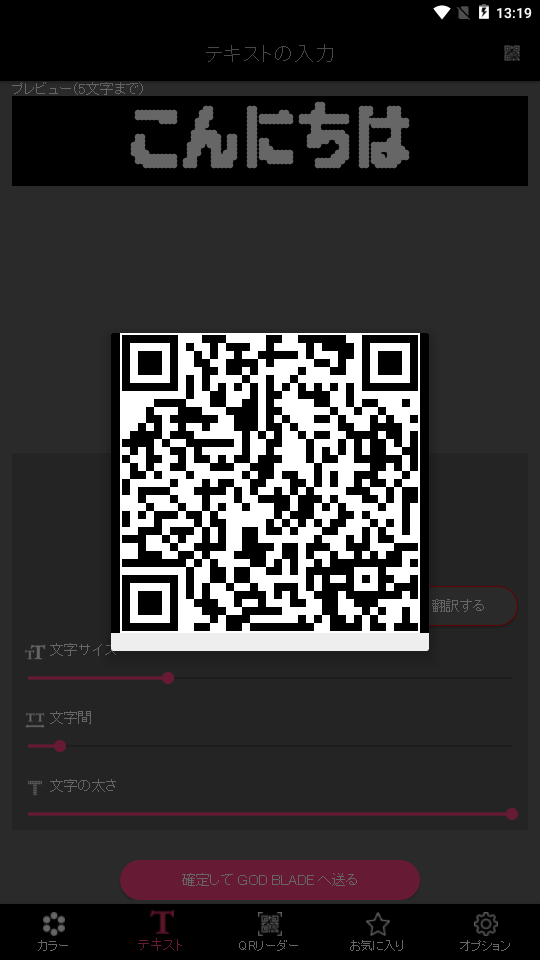 13:19
テキストの入力
プレビュー(5文字まで)
こんにちは
翻訳する
文字サイズ
文字間
文字の太さ
確定して GOD BLADE へ送る
カラー
テキスト
QRリーダー
お気に入り
オプション